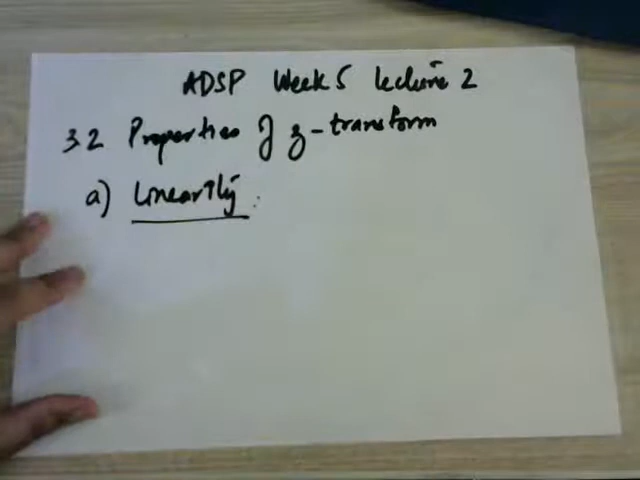 ADSP Week 5 lecture 2
3.2 Properties of z-transform
a) Linearity :